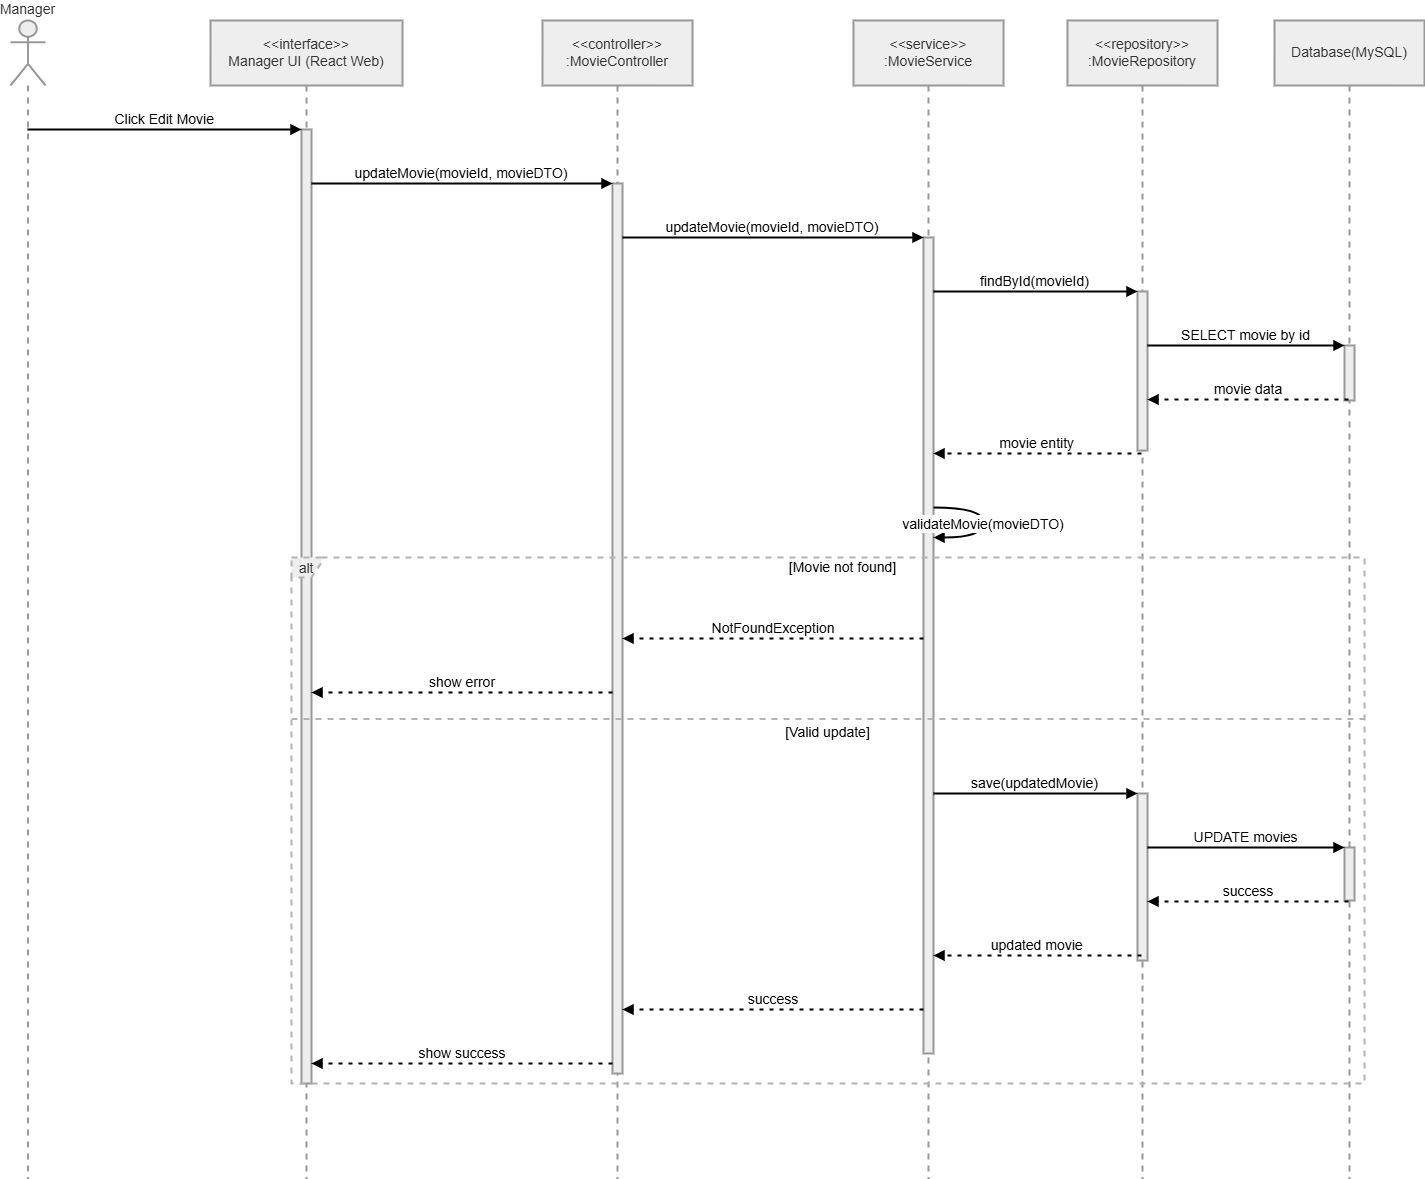 Manager
<<interface>>
Manager UI (React Web)
<<controller>>
:MovieController
<<service>>
:MovieService
<<repository>>
:MovieRepository
Database(MySQL)
Click Edit Movie
updateMovie(movieId, movieDTO)
updateMovie(movieId, movieDTO)
findById(movieId)
SELECT movie by id
movie data
movie entity
validateMovie(movieDTO)
alt
[Movie not found]
NotFoundException
show error
[Valid update]
save(updatedMovie)
UPDATE movies
success
updated movie
success
show success